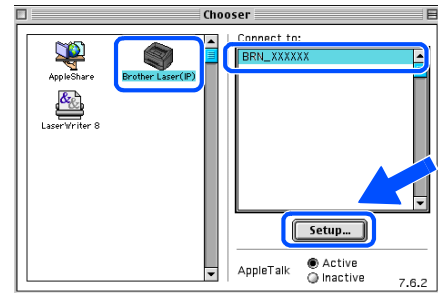 Chooser
AppleShare
Brother Laser(IP)
LaserWriter 8
Connect to:
BRN_XXXXXX
Setup...
AppleTalk
Active
Inactive
7.6.2